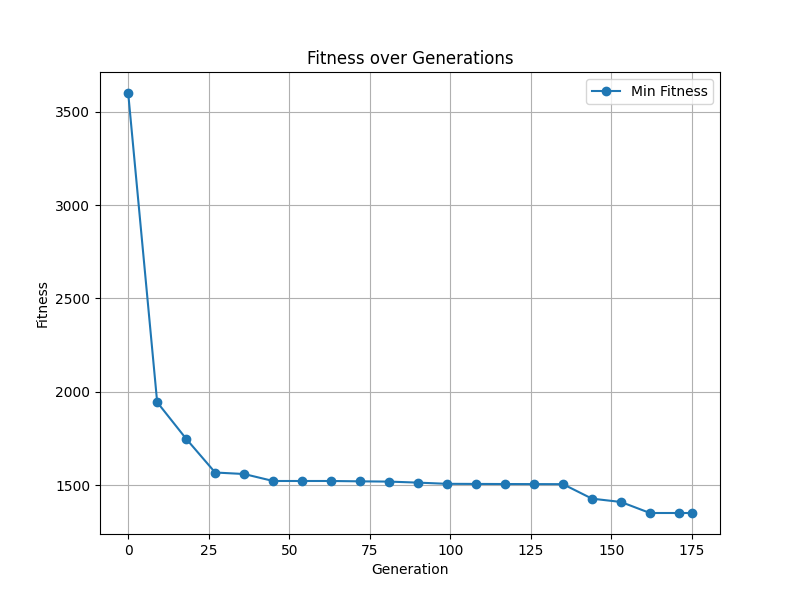 Fitness over Generations
Min Fitness
3500
3000
2500
2000
1500
Fitness
0 25 50 75 100 125 150 175
Generation